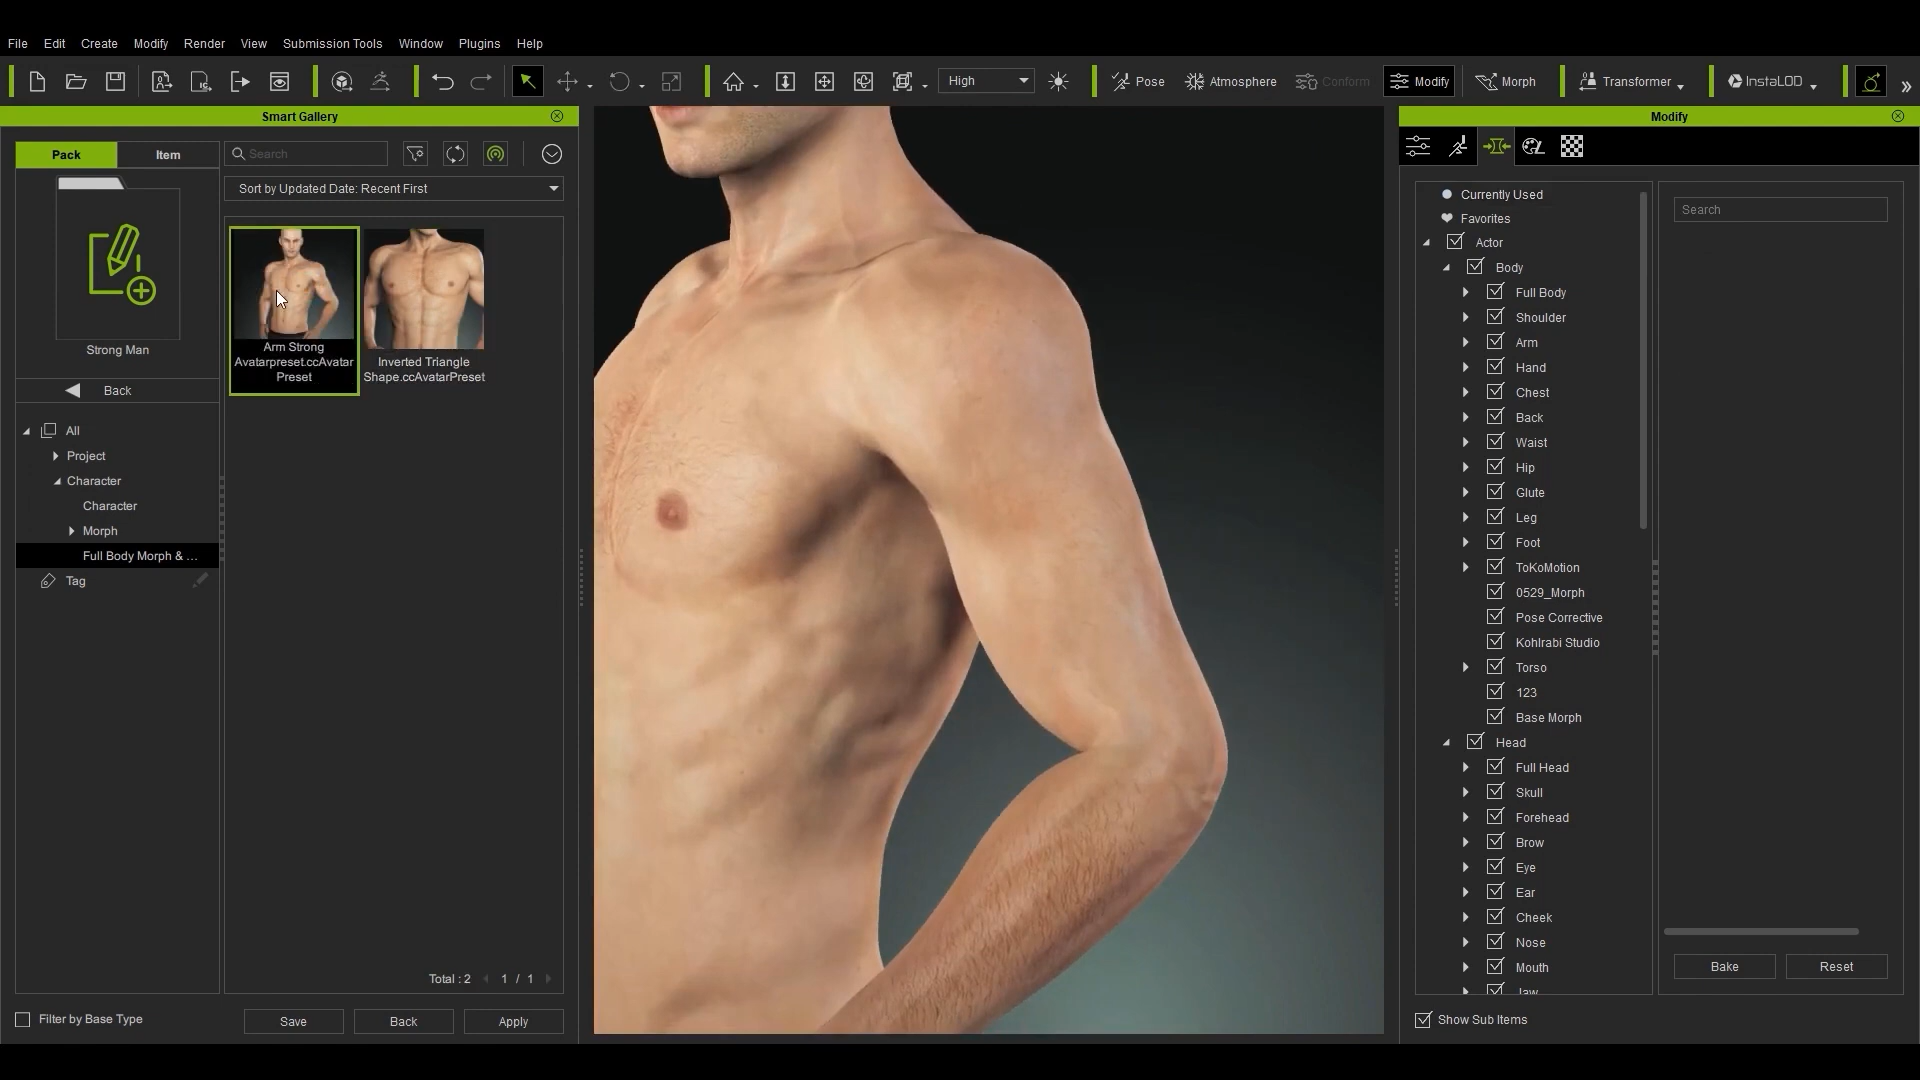 File Edit Create Modify Render View Submission Tools Window Plugins Help
High Pose Atmosphere Conform Modify Morph Transformer InstaLOD
Smart Gallery
Pack Item
Search
Sort by Updated Date: Recent First
Strong Man
Back
All
Project
Character
Character
Morph
Full Body Morph & ...
Tag
Arm Strong
Avatarpreset.ccAvatar
Preset
Inverted Triangle
Shape.ccAvatarPreset
Total : 2 1 / 1
Filter by Base Type
Save Back Apply
Modify
Currently Used
Favorites
Actor
Body
Full Body
Shoulder
Arm
Hand
Chest
Back
Waist
Hip
Glute
Leg
Foot
ToKoMotion
0529_Morph
Pose Corrective
Kohlrabi Studio
Torso
123
Base Morph
Head
Full Head
Skull
Forehead
Brow
Eye
Ear
Cheek
Nose
Mouth
Jaw
Show Sub Items
Search
Bake Reset